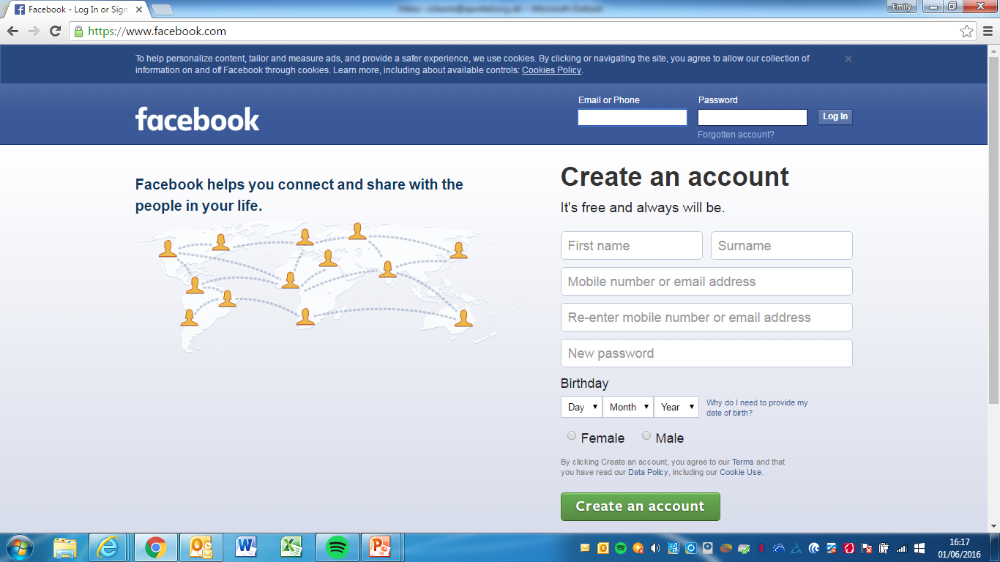 Facebook - Log In or Sign
Emily
https://www.facebook.com
To help personalize content, tailor and measure ads, and provide a safer experience, we use cookies. By clicking or navigating the site, you agree to allow our collection of
information on and off Facebook through cookies. Learn more, including about available controls: Cookies Policy.
Email or Phone
Password
Log In
Forgotten account?
facebook
Facebook helps you connect and share with the
people in your life.
Create an account
It's free and always will be.
First name
Surname
Mobile number or email address
Re-enter mobile number or email address
New password
Birthday
Day
Month
Year
Why do I need to provide my
date of birth?
Female
Male
By clicking Create an account, you agree to our Terms and that
you have read our Data Policy, including our Cookie Use.
Create an account
16:17
01/06/2016